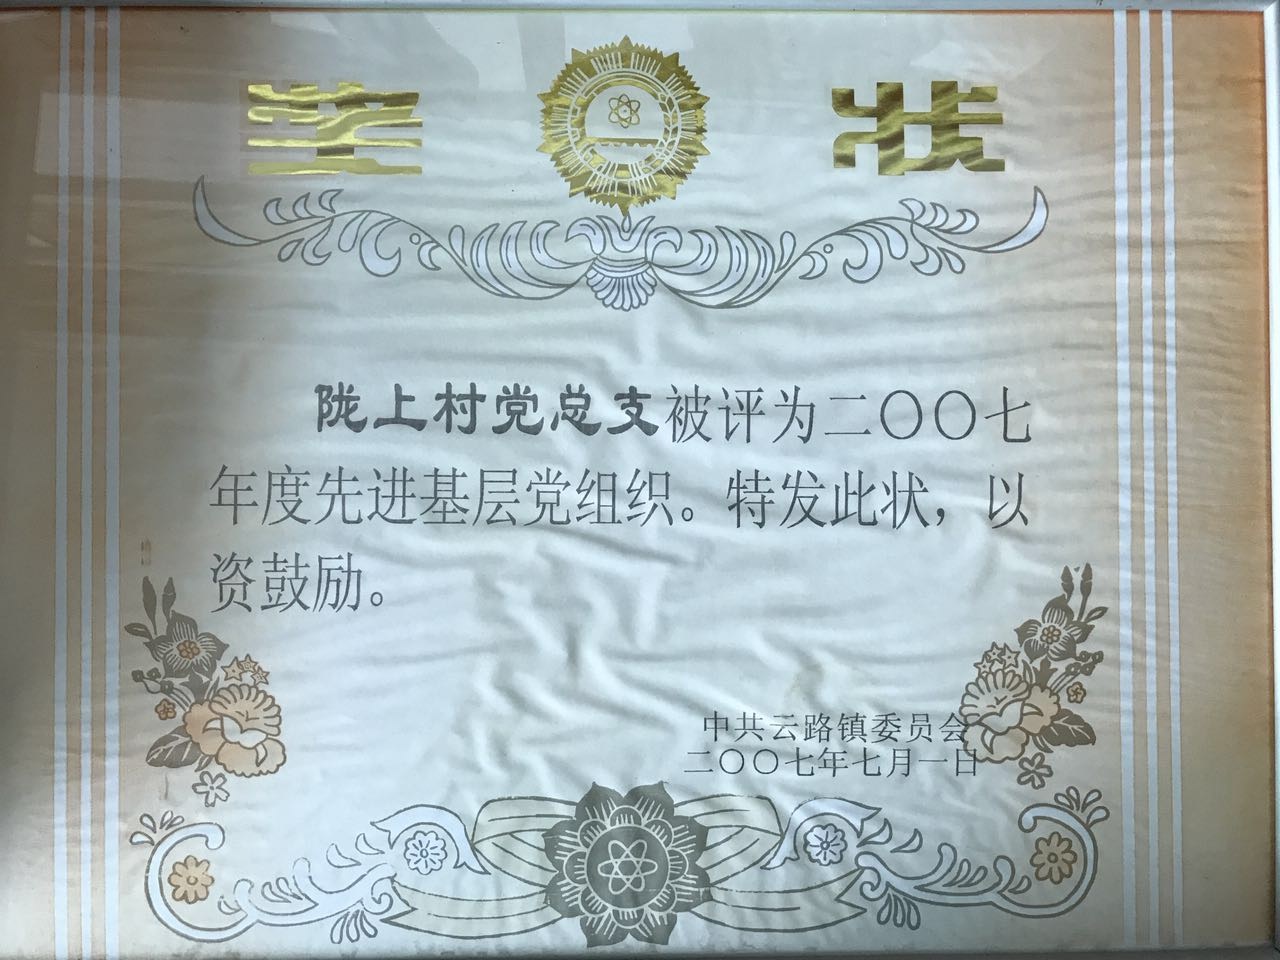 奖状
陇上村党总支被评为二〇〇七
年度先进基层党组织。特发此状，以
资鼓励。
中共云路镇委员会
二〇〇七年七月一日